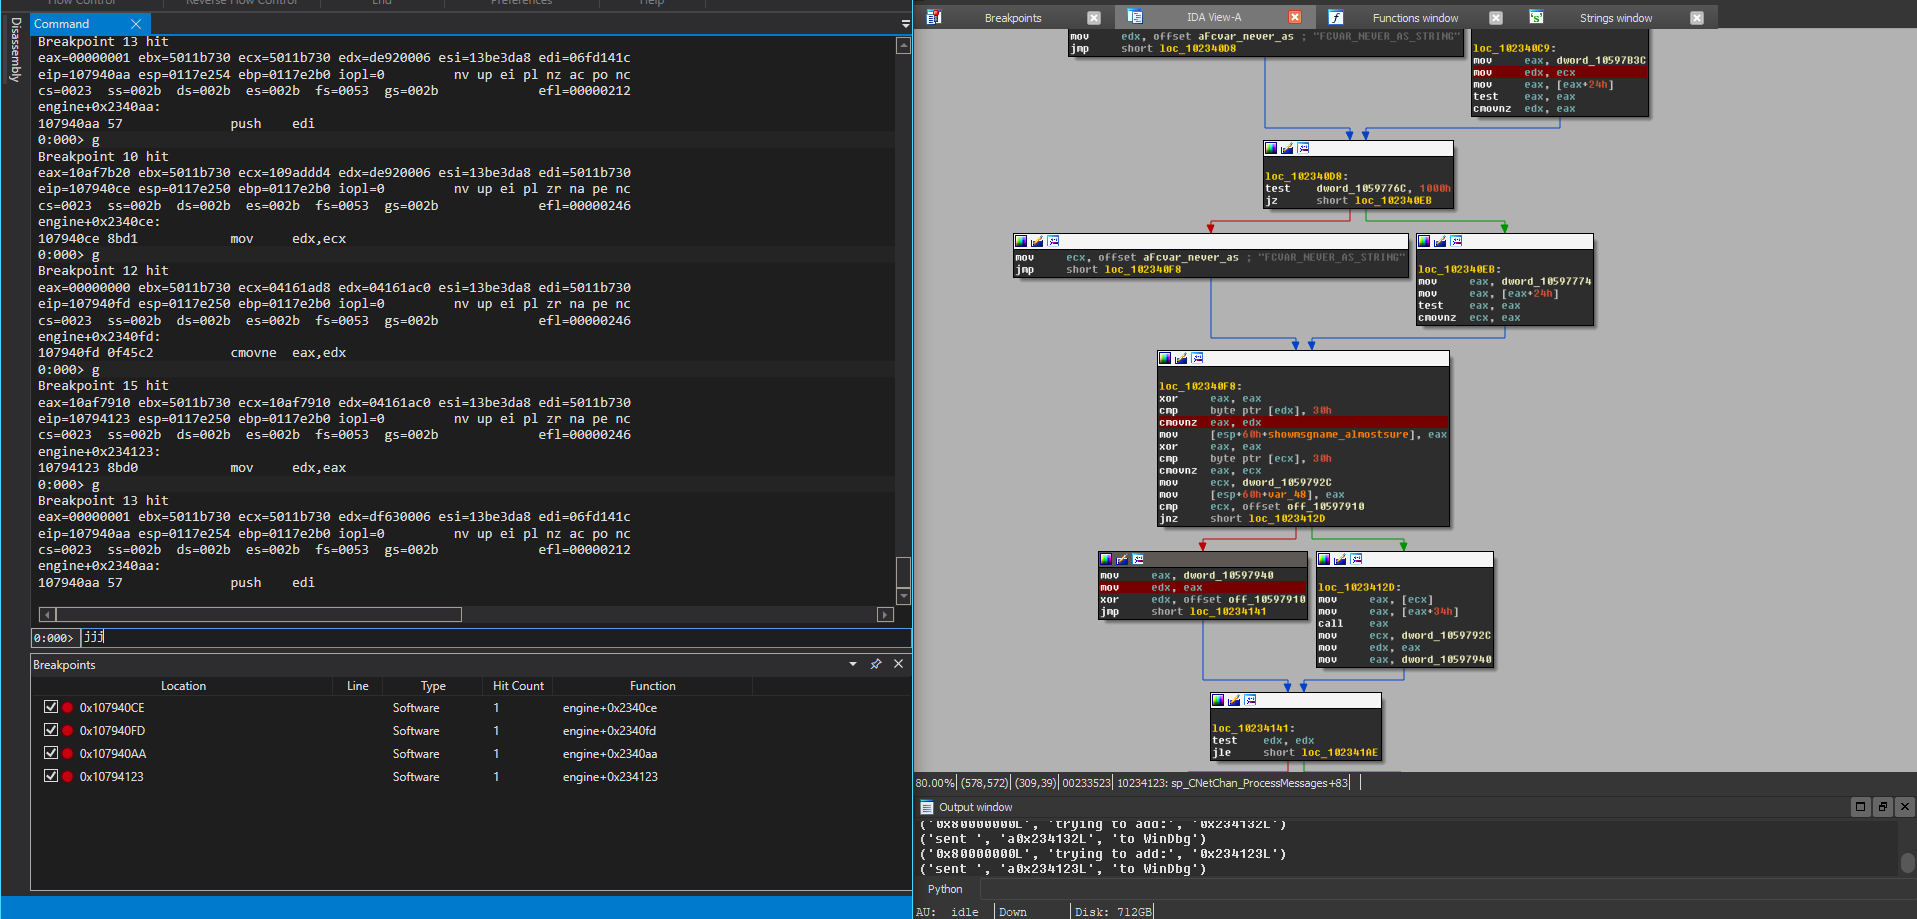 Flow Control Reverse Flow Control End Preferences Help
Disassembly
Command
Breakpoint 13 hit
eax=00000001 ebx=5011b730 ecx=5011b730 edx=de920006 esi=13be3da8 edi=06fd141c
eip=107940aa esp=0117e254 ebp=0117e2b0 iopl=0 nv up ei pl nz ac po nc
cs=0023 ss=002b ds=002b es=002b fs=0053 gs=002b efl=00000212
engine+0x2340aa:
107940aa 57 push edi
0:000> g
Breakpoint 10 hit
eax=10af7b20 ebx=5011b730 ecx=109addd4 edx=de920006 esi=13be3da8 edi=5011b730
eip=107940ce esp=0117e250 ebp=0117e2b0 iopl=0 nv up ei pl zr na pe nc
cs=0023 ss=002b ds=002b es=002b fs=0053 gs=002b efl=00000246
engine+0x2340ce:
107940ce 8bd1 mov edx,ecx
0:000> g
Breakpoint 12 hit
eax=00000000 ebx=5011b730 ecx=04161ad8 edx=04161ac0 esi=13be3da8 edi=5011b730
eip=107940fd esp=0117e250 ebp=0117e2b0 iopl=0 nv up ei pl zr na pe nc
cs=0023 ss=002b ds=002b es=002b fs=0053 gs=002b efl=00000246
engine+0x2340fd:
107940fd 0f45c2 cmovne eax,edx
0:000> g
Breakpoint 15 hit
eax=10af7910 ebx=5011b730 ecx=10af7910 edx=04161ac0 esi=13be3da8 edi=5011b730
eip=10794123 esp=0117e250 ebp=0117e2b0 iopl=0 nv up ei pl zr na pe nc
cs=0023 ss=002b ds=002b es=002b fs=0053 gs=002b efl=00000246
engine+0x234123:
10794123 8bd0 mov edx,eax
0:000> g
Breakpoint 13 hit
eax=00000001 ebx=5011b730 ecx=5011b730 edx=df630006 esi=13be3da8 edi=06fd141c
eip=107940aa esp=0117e254 ebp=0117e2b0 iopl=0 nv up ei pl nz ac po nc
cs=0023 ss=002b ds=002b es=002b fs=0053 gs=002b efl=00000212
engine+0x2340aa:
107940aa 57 push edi
0:000> jjj
Breakpoints
Location Line Type Hit Count Function
0x107940CE Software 1 engine+0x2340ce
0x107940FD Software 1 engine+0x2340fd
0x107940AA Software 1 engine+0x2340aa
0x10794123 Software 1 engine+0x234123
Breakpoints IDA View-A Functions window Strings window
mov edx, offset aFcvar_never_as ; "FCVAR_NEVER_AS_STRING"
jmp short loc_102340D8
loc_102340C9:
mov eax, dword_10597B3C
mov edx, ecx
mov eax, [eax+24h]
test eax, eax
cmovnz edx, eax
loc_102340D8:
test dword_1059776C, 1000h
jz short loc_102340EB
mov ecx, offset aFcvar_never_as ; "FCVAR_NEVER_AS_STRING"
jmp short loc_102340F8
loc_102340EB:
mov eax, dword_10597774
mov eax, [eax+24h]
test eax, eax
cmovnz ecx, eax
loc_102340F8:
xor eax, eax
cmp byte ptr [edx], 30h
cmovnz eax, edx
mov [esp+60h+showmsgname_almostsure], eax
xor eax, eax
cmp byte ptr [ecx], 30h
cmovnz eax, ecx
mov ecx, dword_1059792C
mov [esp+60h+var_48], eax
cmp ecx, offset off_10597910
jnz short loc_1023412D
mov eax, dword_10597940
mov edx, eax
xor edx, offset off_10597910
jmp short loc_10234141
loc_1023412D:
mov eax, [ecx]
mov eax, [eax+34h]
call eax
mov ecx, dword_1059792C
mov edx, eax
mov eax, dword_10597940
loc_10234141:
test edx, edx
jle short loc_102341AE
80.00% (578,572) (309,39) 00233523 10234123: sp_CNetChan_ProcessMessages+83
Output window
('0x80000000L', 'trying to add:', '0x234132L')
('sent ', 'a0x234132L', 'to WinDbg')
('0x80000000L', 'trying to add:', '0x234123L')
('sent ', 'a0x234123L', 'to WinDbg')
Python
AU: idle Down Disk: 712GB